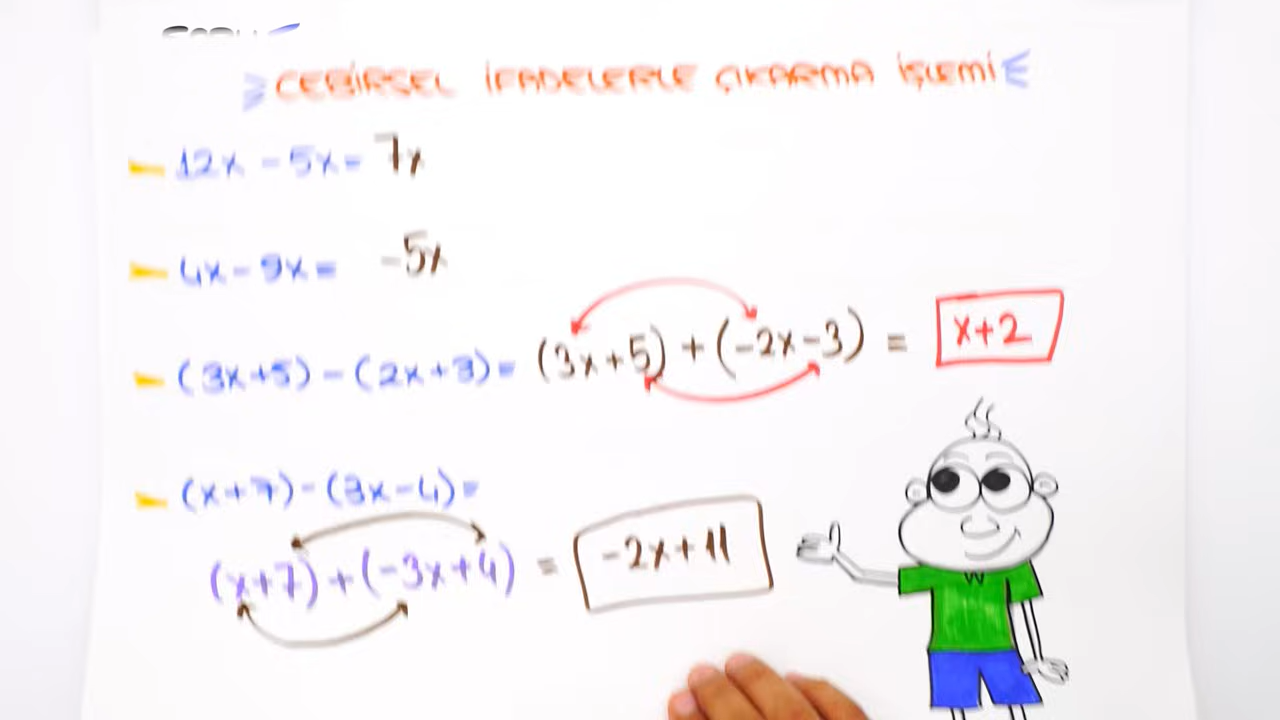 CEBİRSEL İFADELERLE ÇIKARMA İŞLEMİ
12x - 5x = 7x
4x - 9x = -5x
(3x+5) - (2x+3) = (3x+5) + (-2x-3) = x+2
(x+7) - (3x-4) =
(x+7) + (-3x+4) = -2x+11